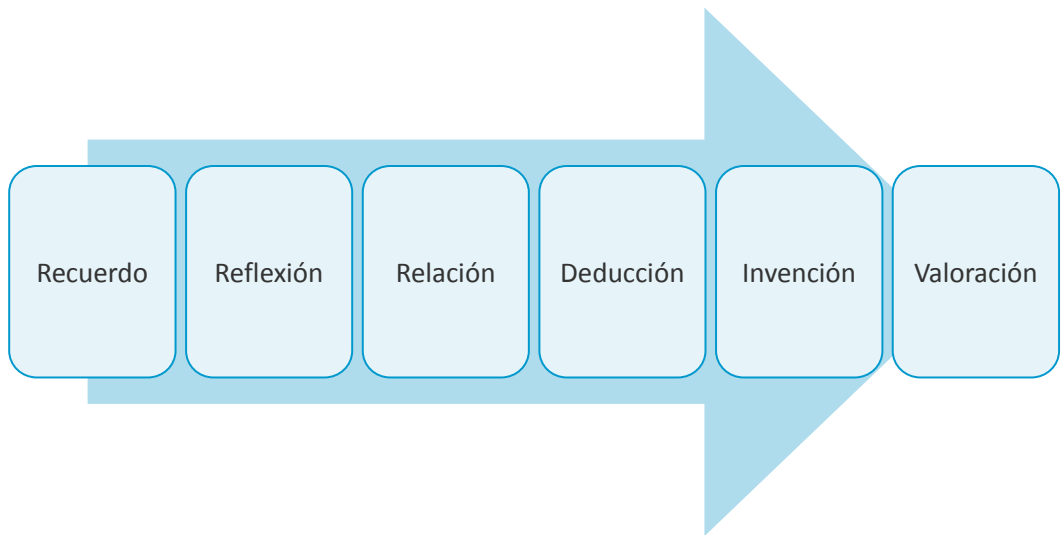 Recuerdo
Reflexión
Relación
Deducción
Invención
Valoración